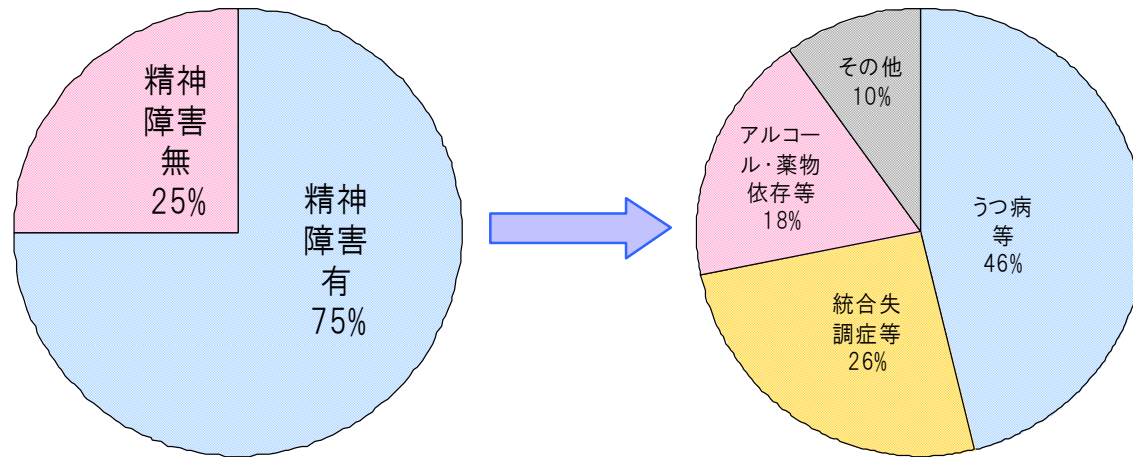 精神
障害
無
25%
精神
障害
有
75%
その他
10%
アルコー
ル・薬物
依存等
18%
うつ病
等
46%
統合失
調症等
26%